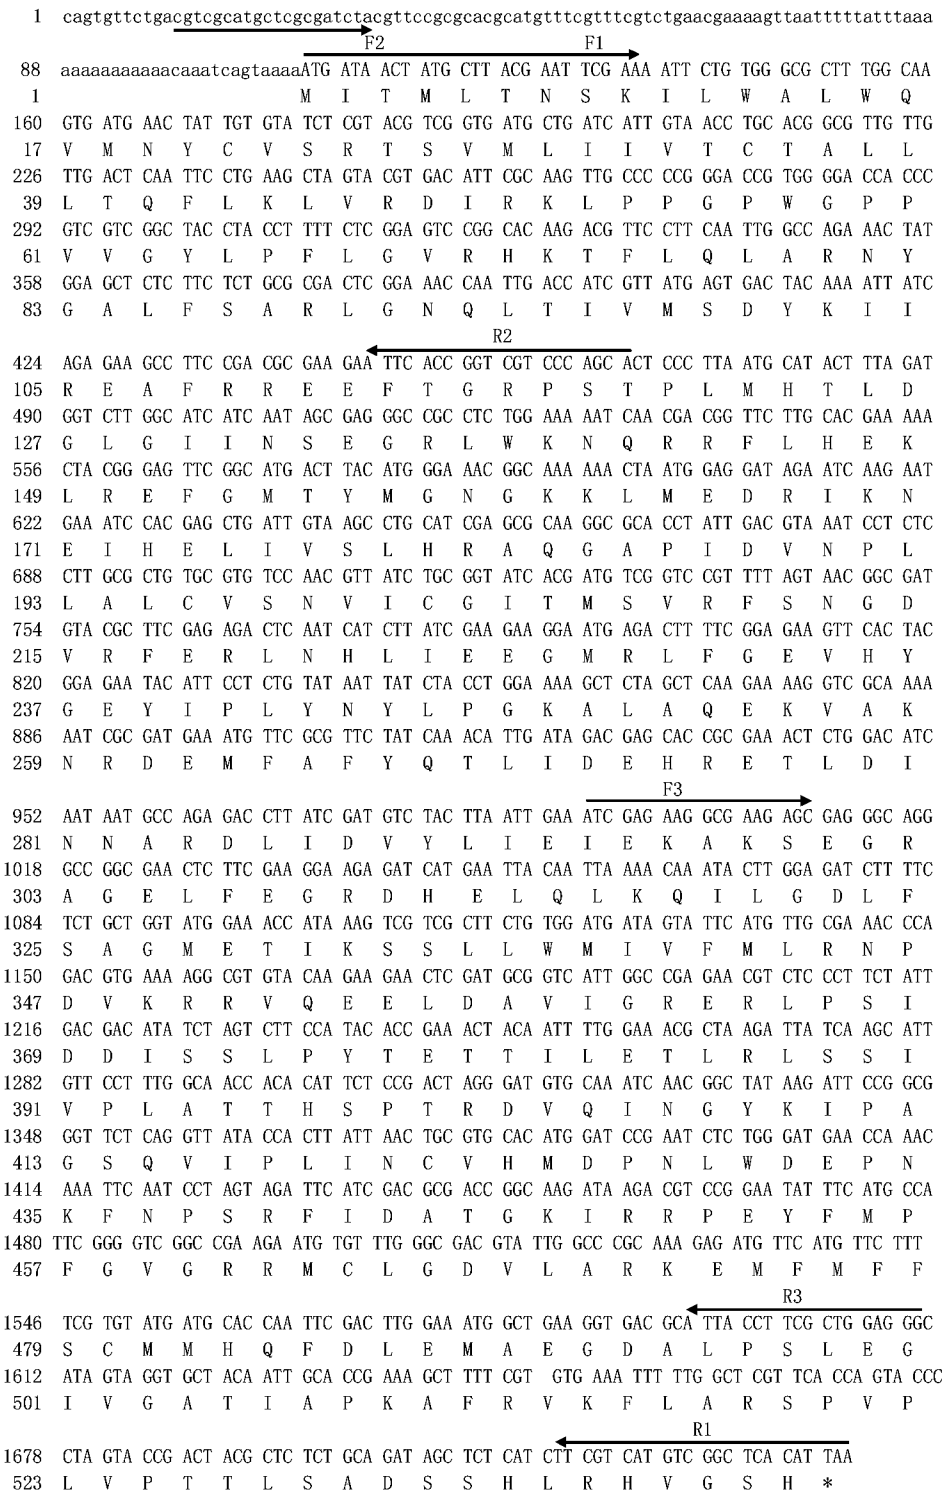 1 cagtgttctgacgtcgcatgctcgcgatctacgttccgcgcacgcatgtttcgtttcgtctgaacgaaaagttaatttttatttaaa
F2 F1
88 aaaaaaaaaaaacaaatcagtaaaaATG ATA ACT ATG CTT ACG AAT TCG AAA ATT CTG TGG GCG CTT TGG CAA
1 M I T M L T N S K I L W A L W Q
160 GTG ATG AAC TAT TGT GTA TCT CGT ACG TCG GTG ATG CTG ATC ATT GTA ACC TGC ACG GCG TTG TTG
17 V M N Y C V S R T S V M L I I V T C T A L L
226 TTG ACT CAA TTC CTG AAG CTA GTA CGT GAC ATT CGC AAG TTG CCC CCG GGA CCG TGG GGA CCA CCC
39 L T Q F L K L V R D I R K L P P G P W G P P
292 GTC GTC GGC TAC CTA CCT TTT CTC GGA GTC CGG CAC AAG ACG TTC CTT CAA TTG GCC AGA AAC TAT
61 V V G Y L P F L G V R H K T F L Q L A R N Y
358 GGA GCT CTC TTC TCT GCG CGA CTC GGA AAC CAA TTG ACC ATC GTT ATG AGT GAC TAC AAA ATT ATC
83 G A L F S A R L G N Q L T I V M S D Y K I I
R2
424 AGA GAA GCC TTC CGA CGC GAA GAA TTC ACC GGT CGT CCC AGC ACT CCC TTA ATG CAT ACT TTA GAT
105 R E A F R R E E F T G R P S T P L M H T L D
490 GGT CTT GGC ATC ATC AAT AGC GAG GGC CGC CTC TGG AAA AAT CAA CGA CGG TTC TTG CAC GAA AAA
127 G L G I I N S E G R L W K N Q R R F L H E K
556 CTA CGG GAG TTC GGC ATG ACT TAC ATG GGA AAC GGC AAA AAA CTA ATG GAG GAT AGA ATC AAG AAT
149 L R E F G M T Y M G N G K K L M E D R I K N
622 GAA ATC CAC GAG CTG ATT GTA AGC CTG CAT CGA GCG CAA GGC GCA CCT ATT GAC GTA AAT CCT CTC
171 E I H E L I V S L H R A Q G A P I D V N P L
688 CTT GCG CTG TGC GTG TCC AAC GTT ATC TGC GGT ATC ACG ATG TCG GTC CGT TTT AGT AAC GGC GAT
193 L A L C V S N V I C G I T M S V R F S N G D
754 GTA CGC TTC GAG AGA CTC AAT CAT CTT ATC GAA GAA GGA ATG AGA CTT TTC GGA GAA GTT CAC TAC
215 V R F E R L N H L I E E G M R L F G E V H Y
820 GGA GAA TAC ATT CCT CTG TAT AAT TAT CTA CCT GGA AAA GCT CTA GCT CAA GAA AAG GTC GCA AAA
237 G E Y I P L Y N Y L P G K A L A Q E K V A K
886 AAT CGC GAT GAA ATG TTC GCG TTC TAT CAA ACA TTG ATA GAC GAG CAC CGC GAA ACT CTG GAC ATC
259 N R D E M F A F Y Q T L I D E H R E T L D I
F3
952 AAT AAT GCC AGA GAC CTT ATC GAT GTC TAC TTA ATT GAA ATC GAG AAG GCG AAG AGC GAG GGC AGG
281 N N A R D L I D V Y L I E I E K A K S E G R
1018 GCC GGC GAA CTC TTC GAA GGA AGA GAT CAT GAA TTA CAA TTA AAA CAA ATA CTT GGA GAT CTT TTC
303 A G E L F E G R D H E L Q L K Q I L G D L F
1084 TCT GCT GGT ATG GAA ACC ATA AAG TCG TCG CTT CTG TGG ATG ATA GTA TTC ATG TTG CGA AAC CCA
325 S A G M E T I K S S L L W M I V F M L R N P
1150 GAC GTG AAA AGG CGT GTA CAA GAA GAA CTC GAT GCG GTC ATT GGC CGA GAA CGT CTC CCT TCT ATT
347 D V K R R V Q E E L D A V I G R E R L P S I
1216 GAC GAC ATA TCT AGT CTT CCA TAC ACC GAA ACT ACA ATT TTG GAA ACG CTA AGA TTA TCA AGC ATT
369 D D I S S L P Y T E T T I L E T L R L S S I
1282 GTT CCT TTG GCA ACC ACA CAT TCT CCG ACT AGG GAT GTG CAA ATC AAC GGC TAT AAG ATT CCG GCG
391 V P L A T T H S P T R D V Q I N G Y K I P A
1348 GGT TCT CAG GTT ATA CCA CTT ATT AAC TGC GTG CAC ATG GAT CCG AAT CTC TGG GAT GAA CCA AAC
413 G S Q V I P L I N C V H M D P N L W D E P N
1414 AAA TTC AAT CCT AGT AGA TTC ATC GAC GCG ACC GGC AAG ATA AGA CGT CCG GAA TAT TTC ATG CCA
435 K F N P S R F I D A T G K I R R P E Y F M P
1480 TTC GGG GTC GGC CGA AGA ATG TGT TTG GGC GAC GTA TTG GCC CGC AAA GAG ATG TTC ATG TTC TTT
457 F G V G R R M C L G D V L A R K E M F M F F
R3
1546 TCG TGT ATG ATG CAC CAA TTC GAC TTG GAA ATG GCT GAA GGT GAC GCA TTA CCT TCG CTG GAG GGC
479 S C M M H Q F D L E M A E G D A L P S L E G
1612 ATA GTA GGT GCT ACA ATT GCA CCG AAA GCT TTT CGT GTG AAA TTT TTG GCT CGT TCA CCA GTA CCC
501 I V G A T I A P K A F R V K F L A R S P V P
R1
1678 CTA GTA CCG ACT ACG CTC TCT GCA GAT AGC TCT CAT CTT CGT CAT GTC GGC TCA CAT TAA
523 L V P T T L S A D S S H L R H V G S H *